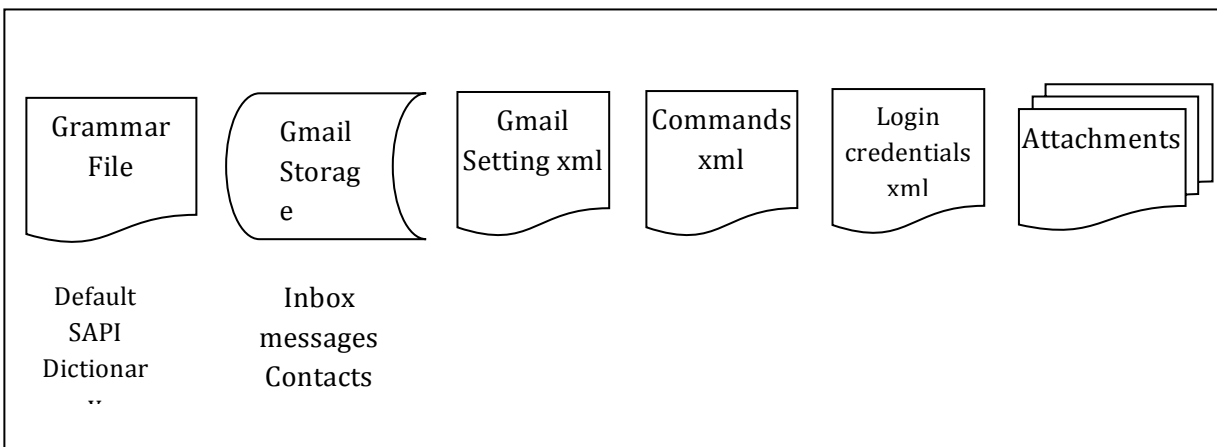 Grammar
File
Gmail
Storag
e
Gmail
Setting xml
Commands
xml
Login
credentials
xml
Attachments
Default
SAPI
Dictionar
y
Inbox
messages
Contacts